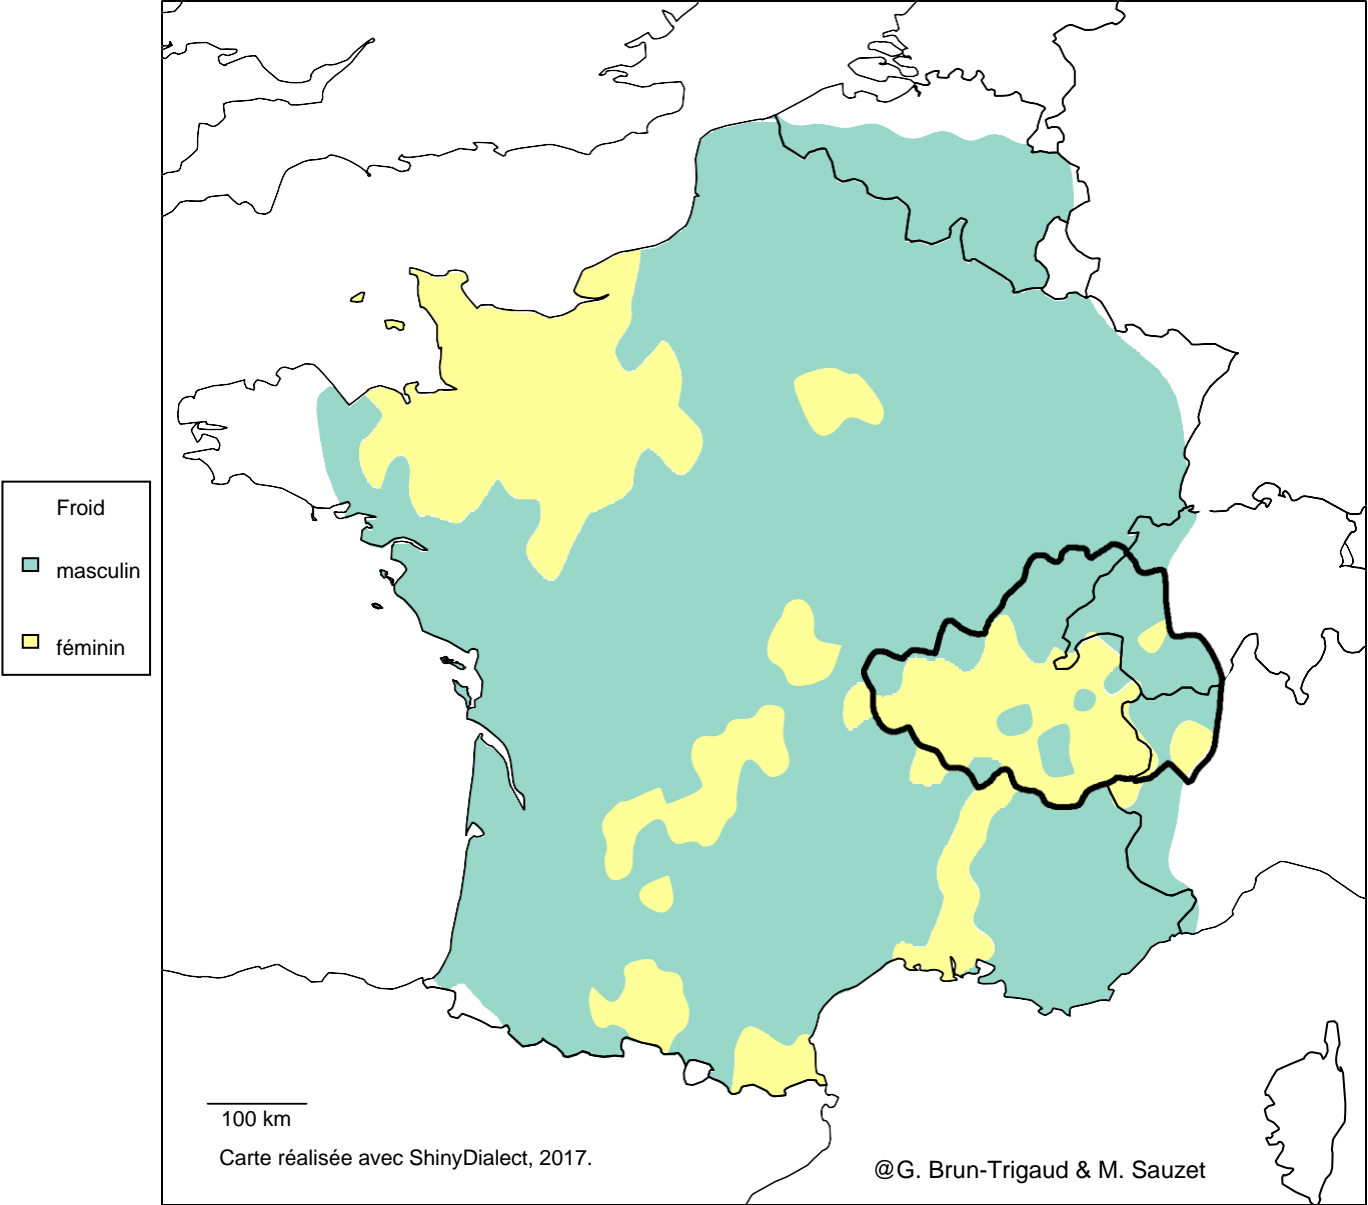 Froid
masculin
féminin
100 km
Carte réalisée avec ShinyDialect, 2017.
@G. Brun-Trigaud & M. Sauzet